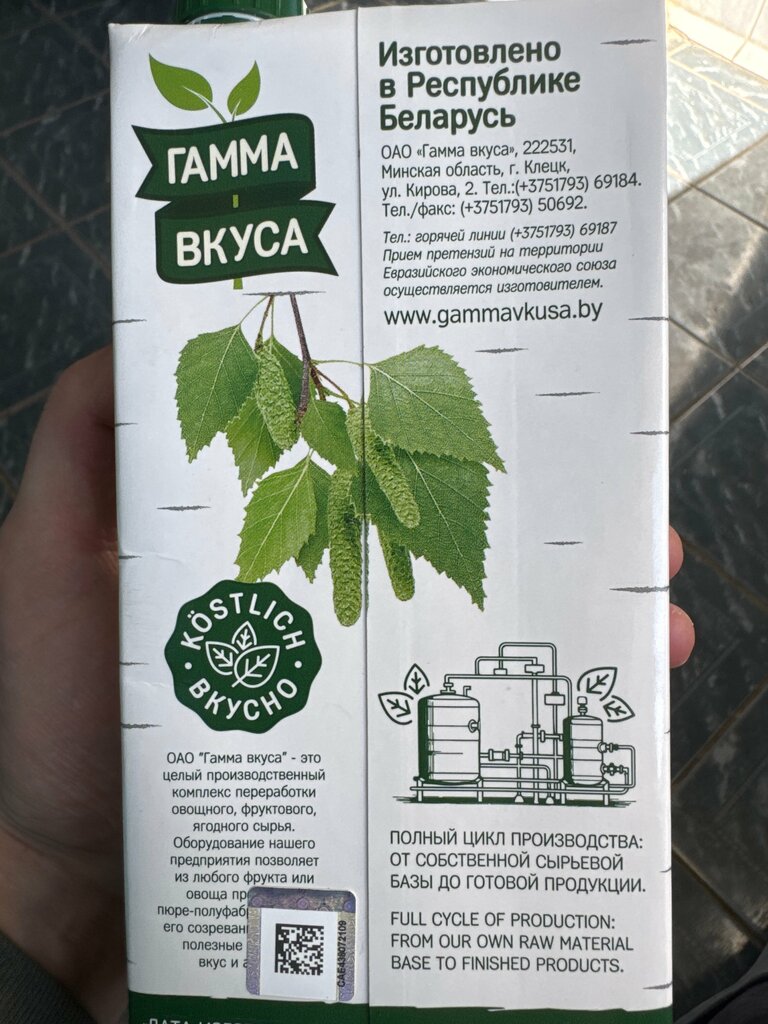 ГАММА
ВКУСА
Изготовлено
в Республике
Беларусь
ОАО «Гамма вкуса», 222531,
Минская область, г. Клецк,
ул. Кирова, 2. Тел.:(+3751793) 69184.
Тел./факс: (+3751793) 50692.
Тел.: горячей линии (+3751793) 69187
Прием претензий на территории
Евразийского экономического союза
осуществляется изготовителем.
www.gammavkusa.by
KÖSTLICH
ВКУСНО
ОАО "Гамма вкуса" - это
целый производственный
комплекс переработки
овощного, фруктового,
ягодного сырья.
Оборудование нашего
предприятия позволяет
из любого фрукта или
овоща
его
полезные
вкус и
CAE438072109
ПОЛНЫЙ ЦИКЛ ПРОИЗВОДСТВА:
ОТ СОБСТВЕННОЙ СЫРЬЕВОЙ
БАЗЫ ДО ГОТОВОЙ ПРОДУКЦИИ.
FULL CYCLE OF PRODUCTION:
FROM OUR OWN RAW MATERIAL
BASE TO FINISHED PRODUCTS.